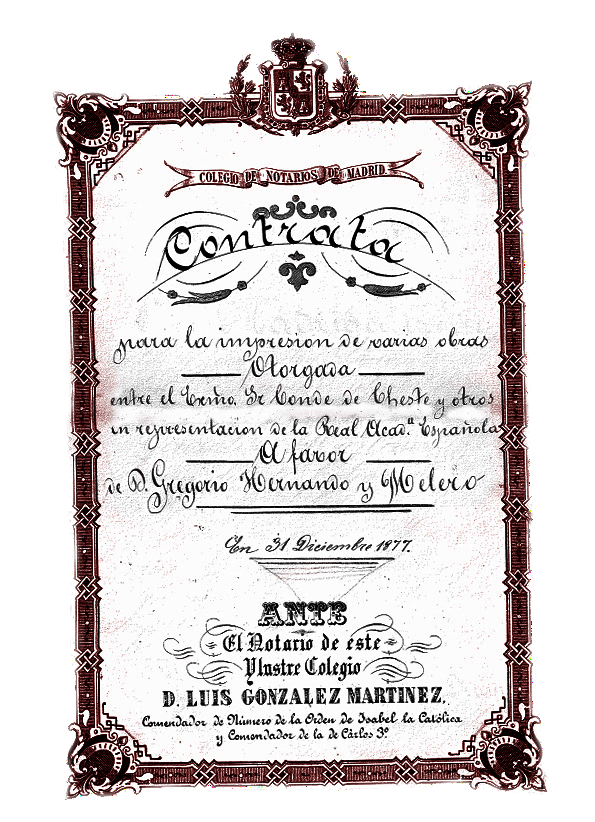 COLEGIO DE NOTARIOS DE MADRID.
Contrata
para la impresion de varias obras
Otorgada
entre el Excmo. Sr Conde de Cheste y otros
en representacion de la Real Acad.ª Española
A favor
de D. Gregorio Hernando y Melero
En 31 Diciembre 1877.
ANTE
El Notario de éste
Ylustre Colegio
D. LUIS GONZALEZ MARTINEZ,
Comendador de Número de la Orden de Isabel la Católica
y Comendador de la de Cárlos 3º